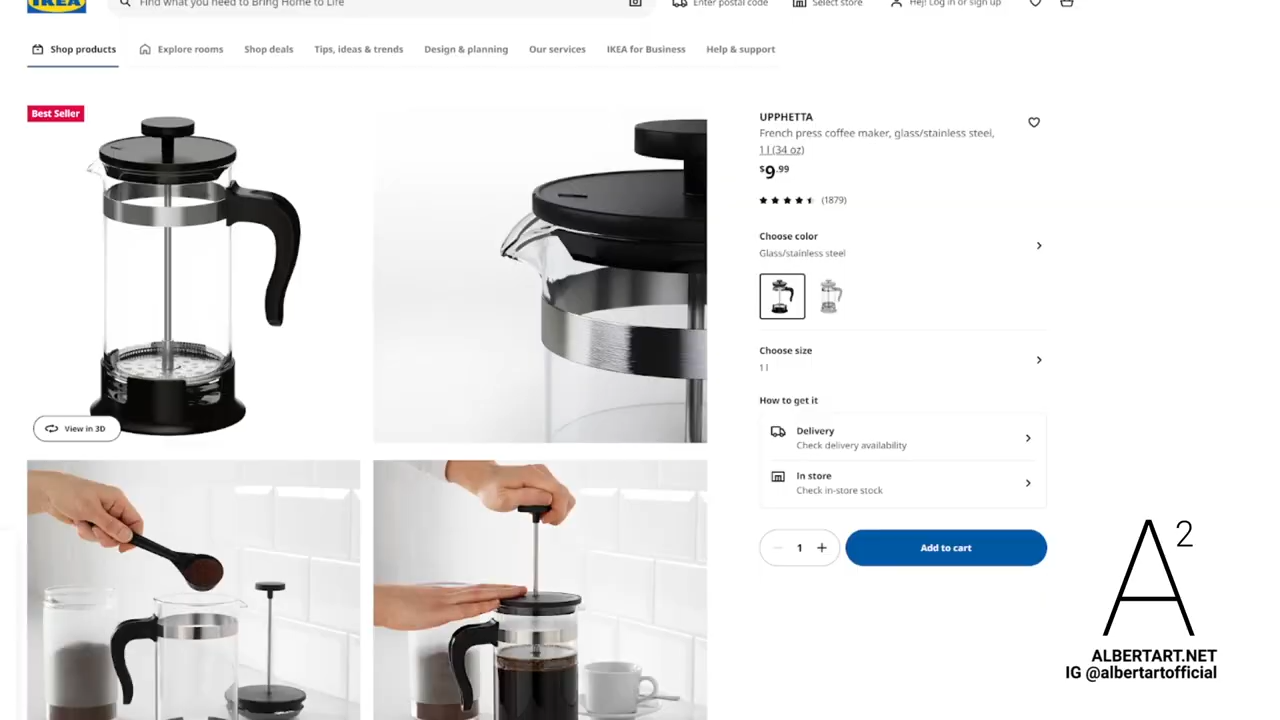 IKEA
Find what you need to Bring Home to Life
Enter postal code
Select store
Hej! Log in or sign up
Shop products
Explore rooms
Shop deals
Tips, ideas & trends
Design & planning
Our services
IKEA for Business
Help & support
Best Seller
View in 3D
UPPHETTA
French press coffee maker, glass/stainless steel,
1 l (34 oz)
$9.99
(1879)
Choose color
Glass/stainless steel
Choose size
1 l
How to get it
Delivery
Check delivery availability
In store
Check in-store stock
1
Add to cart
A²
ALBERTART.NET
IG @albertartofficial